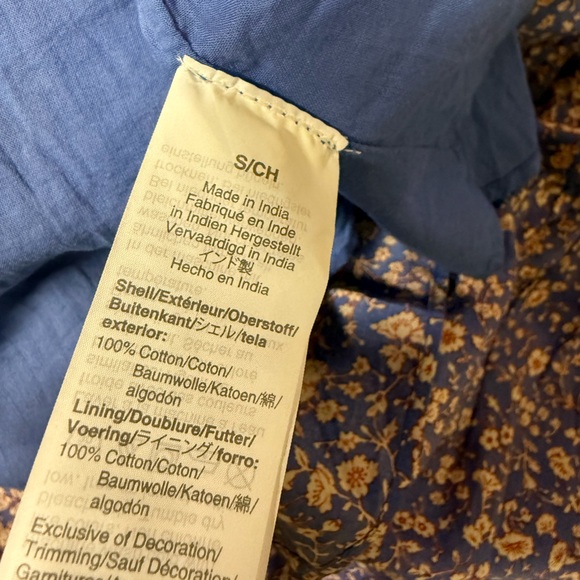 S/CH
Made in India
Fabriqué en Inde
in Indien Hergestellt
Vervaardigd in India
インド製
Hecho en India
Shell/Extérieur/Oberstoff/
Buitenkant/シェル/tela
exterior:
100% Cotton/Coton/
Baumwolle/Katoen/綿/
algodón
Lining/Doublure/Futter/
Voering/ライニング/forro:
100% Cotton/Coton/
Baumwolle/Katoen/綿/
algodón
Exclusive of Decoration/
Trimming/Sauf Décoration/
Garnitures/